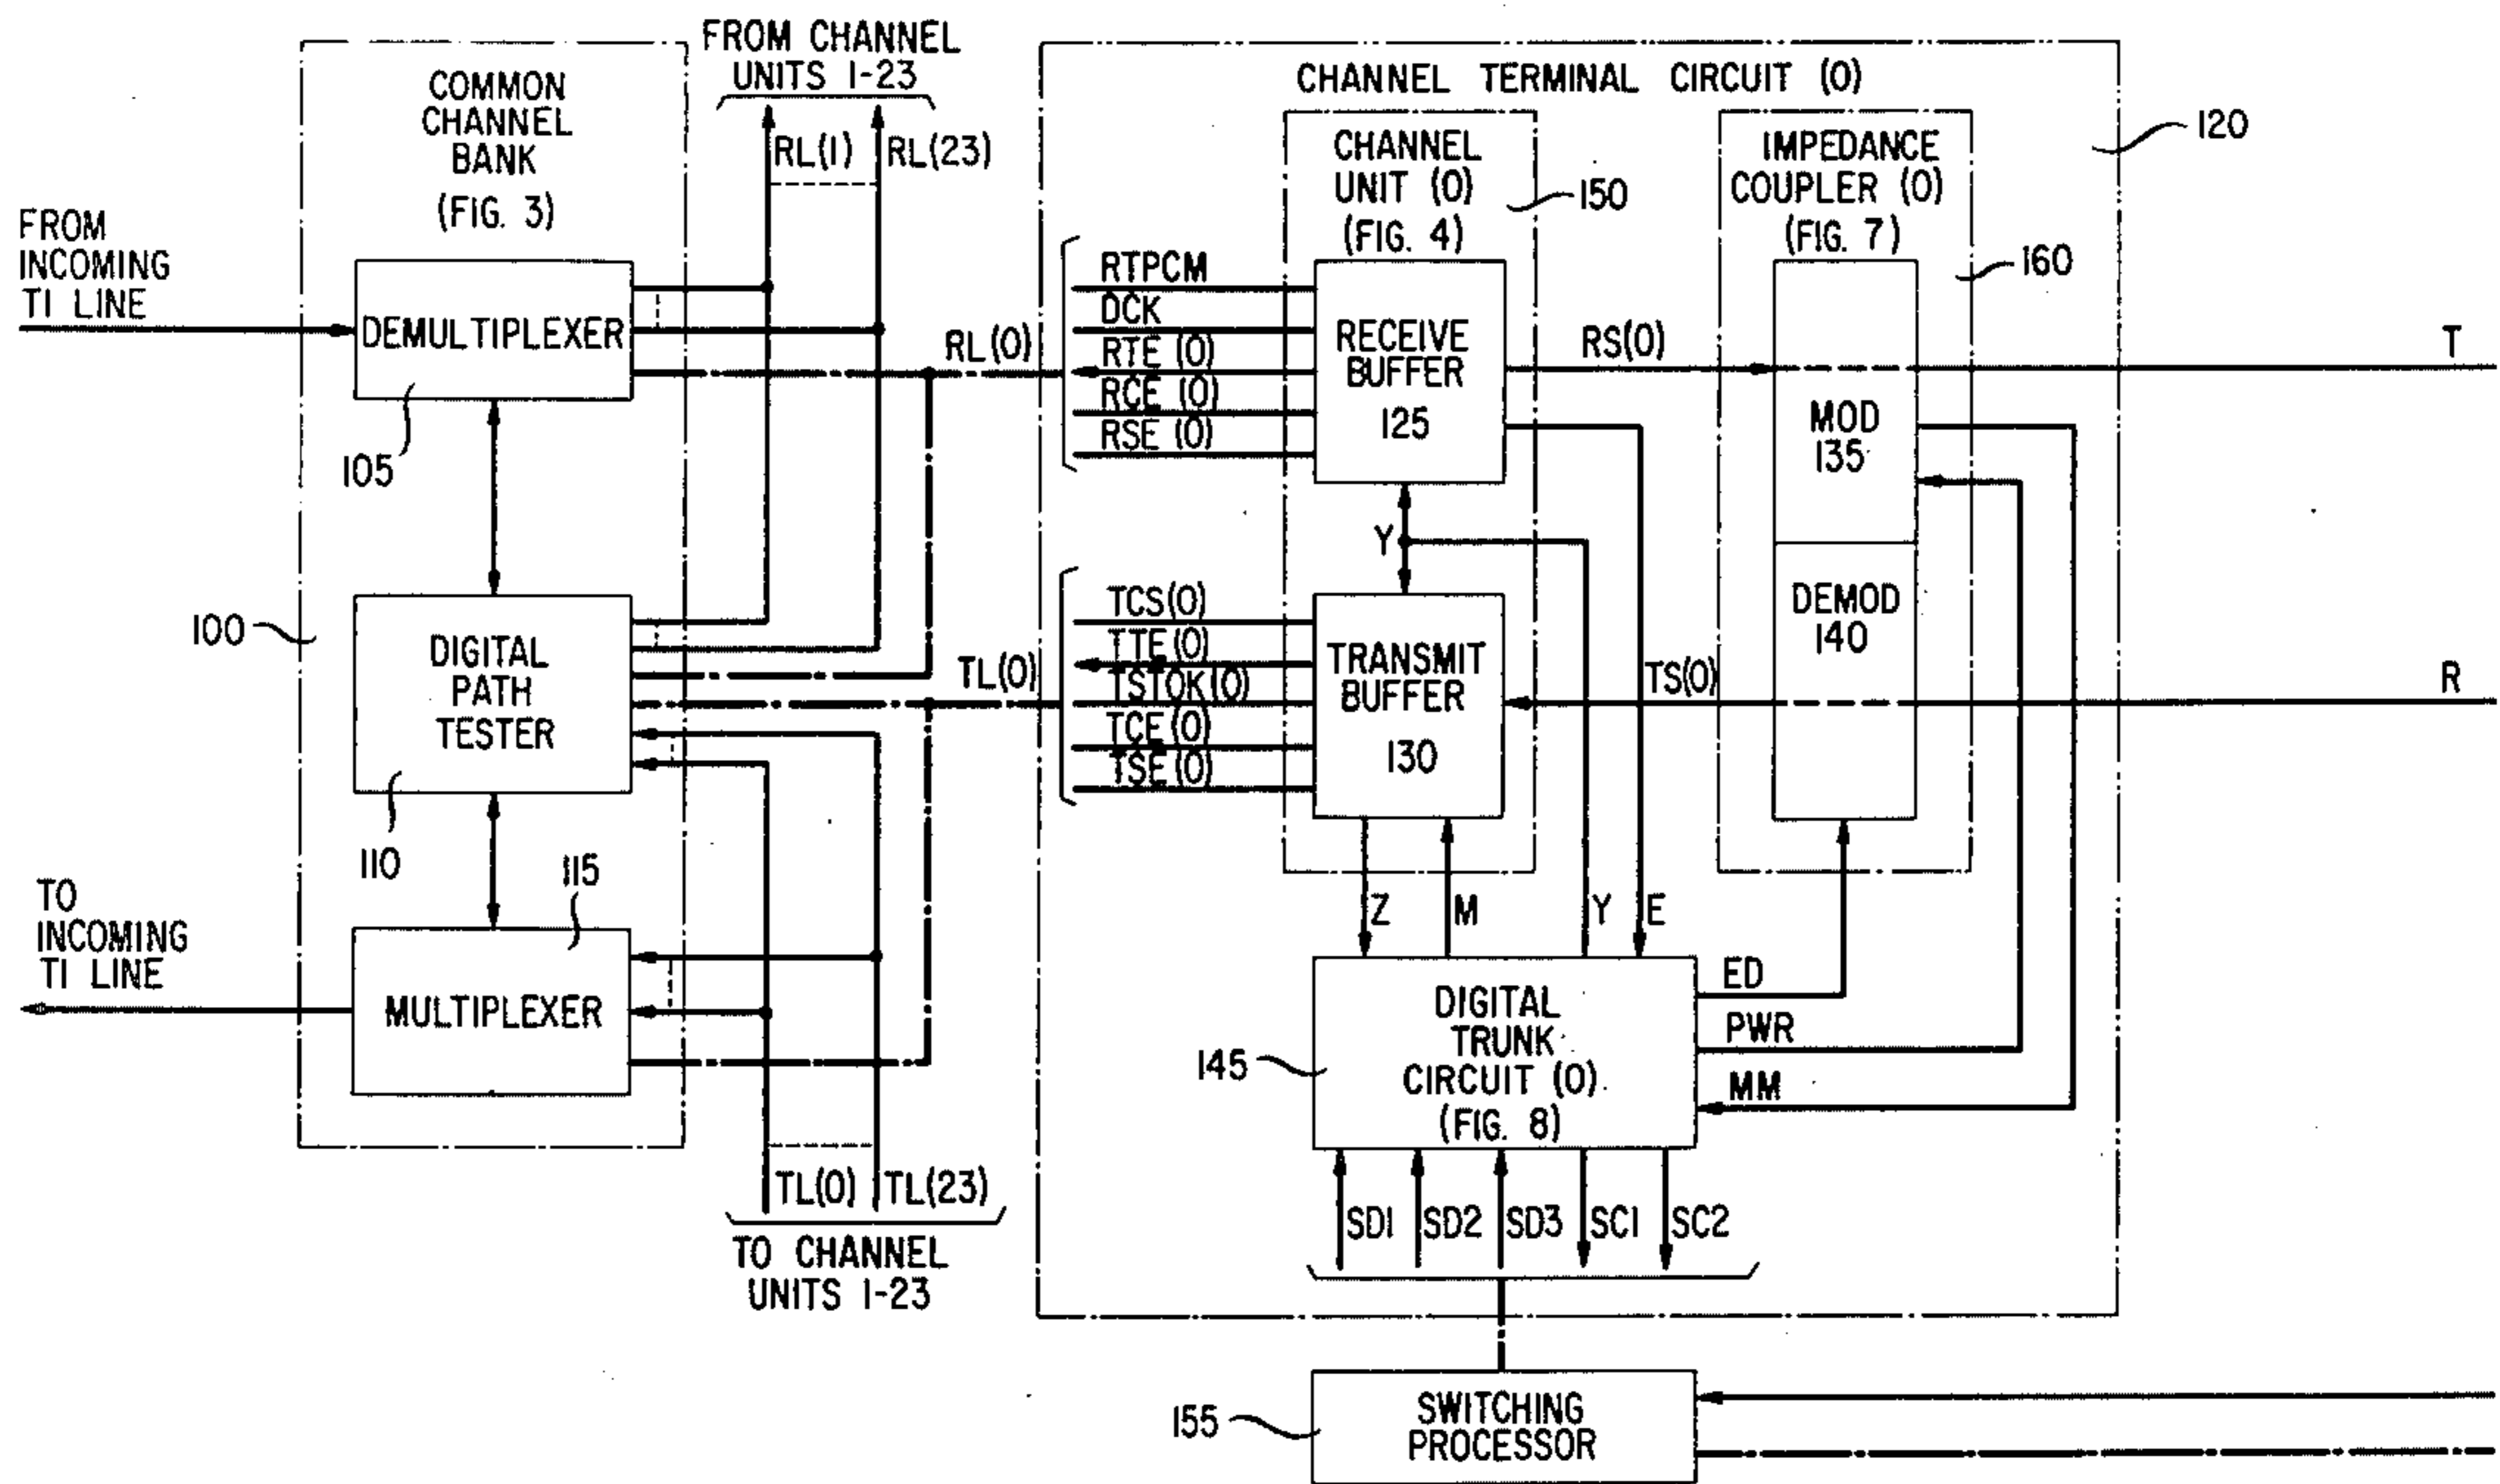 FROM CHANNEL
UNITS 1-23
COMMON
CHANNEL
BANK
(FIG. 3)
FROM
INCOMING
T1 LINE
DEMULTIPLEXER
105
RL(1)
RL(23)
RL(0)
100
DIGITAL
PATH
TESTER
110
TL(0)
TO
INCOMING
T1 LINE
115
MULTIPLEXER
TL(0)
TL(23)
TO CHANNEL
UNITS 1-23
CHANNEL TERMINAL CIRCUIT (0)
120
CHANNEL
UNIT (0)
(FIG. 4)
150
IMPEDANCE
COUPLER (0)
(FIG. 7)
160
RTPCM
DCK
RTE (0)
RCE (0)
RSE (0)
RECEIVE
BUFFER
125
RS(0)
MOD
135
T
Y
TCS(0)
TTE(0)
TSTOK(0)
TCE(0)
TSE(0)
TRANSMIT
BUFFER
130
TS(0)
DEMOD
140
R
Z
M
Y
E
DIGITAL
TRUNK
CIRCUIT (0)
(FIG. 8)
145
ED
PWR
MM
SD1
SD2
SD3
SC1
SC2
155
SWITCHING
PROCESSOR